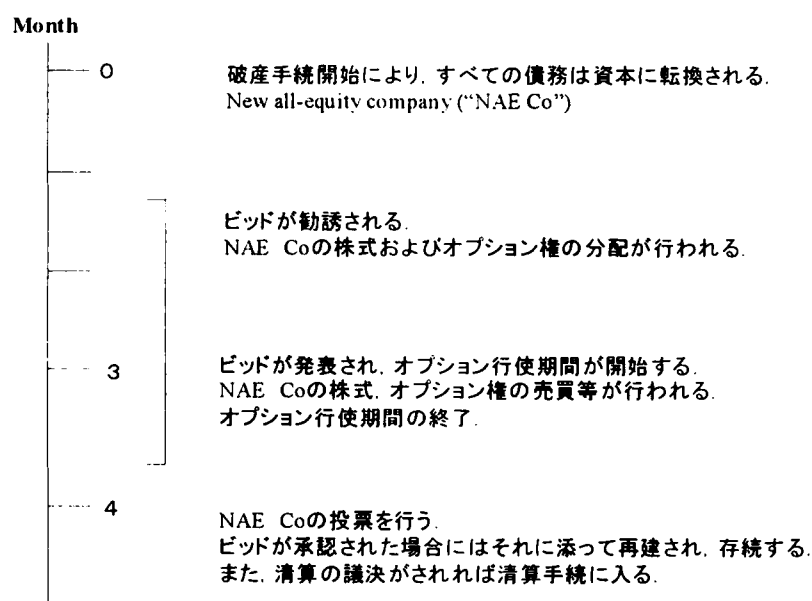 Month
0
破産手続開始により，すべての債務は資本に転換される．
New all-equity company (“NAE Co”)
ビッドが勧誘される．
NAE Coの株式およびオプション権の分配が行われる．
3
ビッドが発表され，オプション行使期間が開始する．
NAE Coの株式，オプション権の売買等が行われる．
オプション行使期間の終了．
4
NAE Coの投票を行う．
ビッドが承認された場合にはそれに添って再建され，存続する．
また，清算の議決がされれば清算手続に入る．